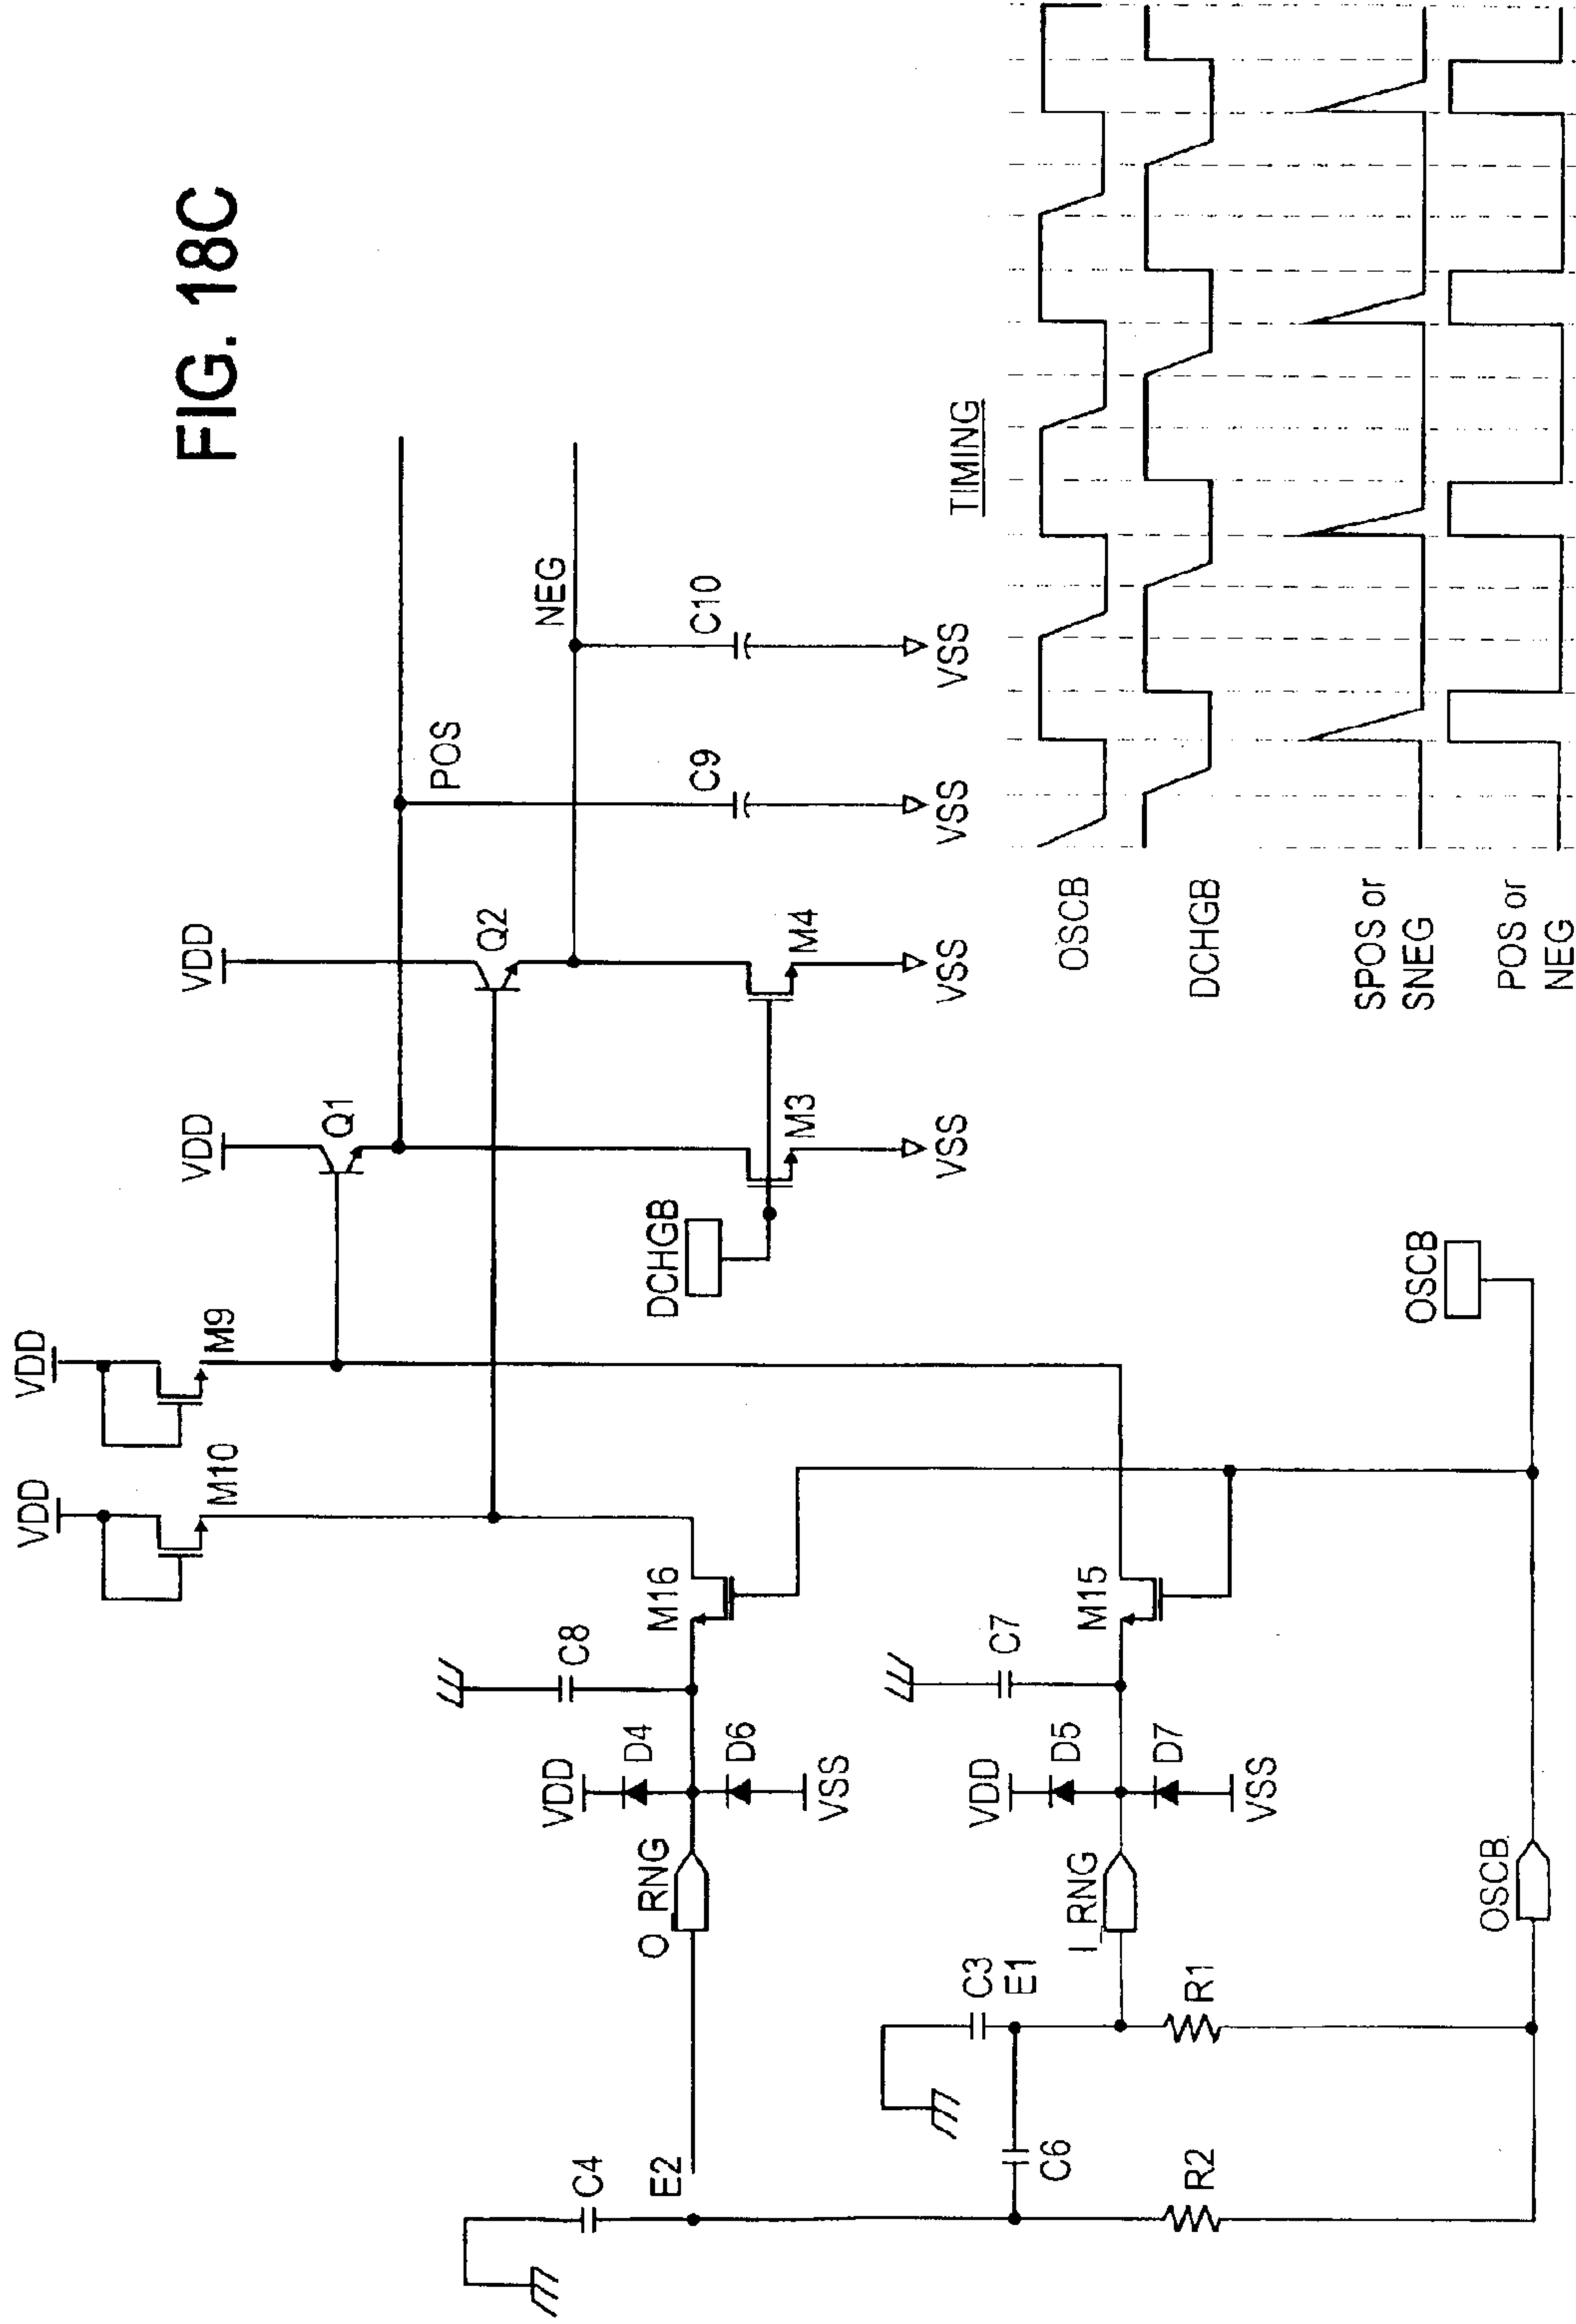 FIG. 18C
VDD
M10
VDD
M9
VDD
Q1
VDD
Q2
POS
NEG
DCHGB
M3
M4
C9
C10
VSS
VSS
VSS
VSS
C4
E2
O_RNG
VDD
D4
D6
VSS
C8
M16
C6
C3
E1
R2
R1
I_RNG
VDD
D5
D7
VSS
C7
M15
OSCB
OSCB
TIMING
OSCB
DCHGB
SPOS or
SNEG
POS or
NEG